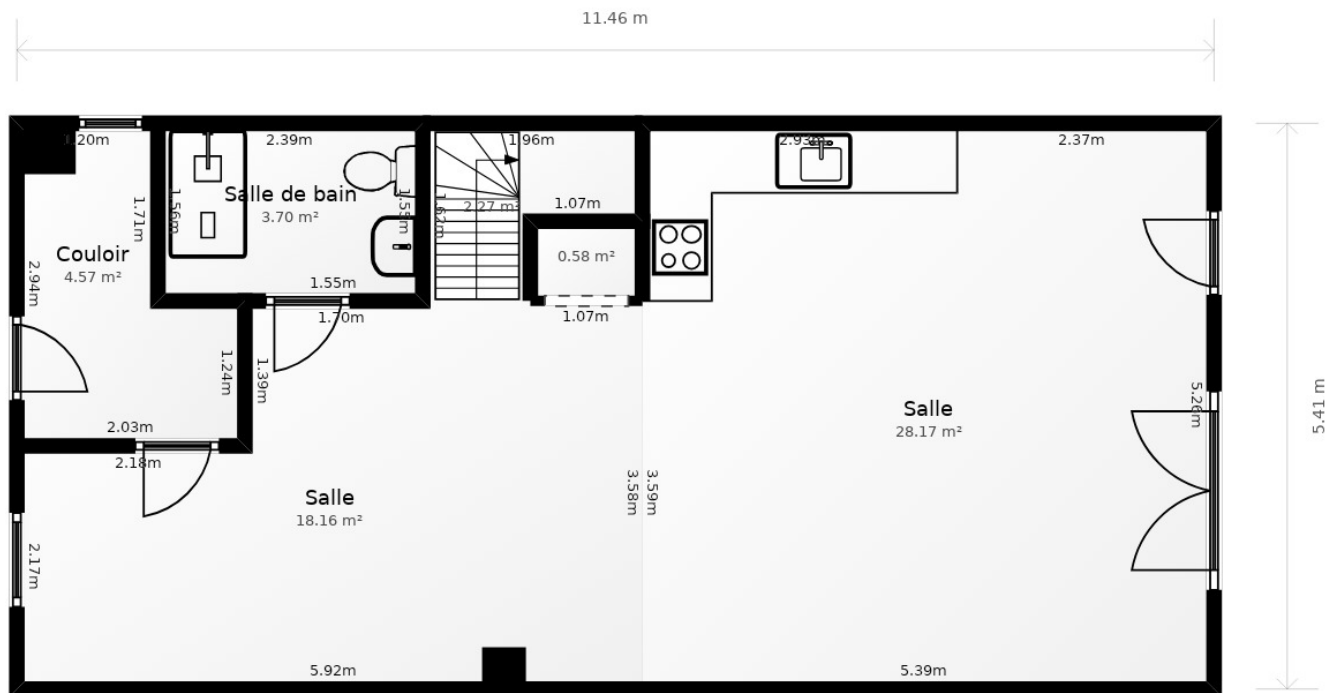 11.46 m
1.20m
2.39m
1.96m
2.93m
2.37m
1.71m
1.56m
Salle de bain
3.70 m²
1.55m
1.62m
2.27 m²
1.07m
Couloir
4.57 m²
2.94m
0.58 m²
1.55m
1.70m
1.07m
1.24m
1.39m
5.26m
5.41 m
2.03m
2.18m
Salle
28.17 m²
Salle
18.16 m²
3.58m
3.59m
2.17m
5.92m
5.39m